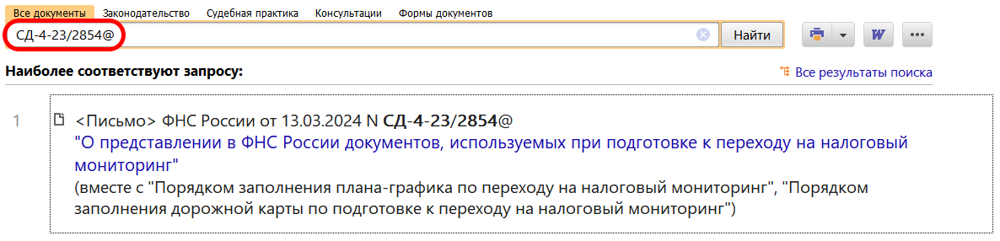 Все документы Законодательство Судебная практика Консультации Формы документов
СД-4-23/2854@ Найти W
Наиболее соответствуют запросу: Все результаты поиска
1 <Письмо> ФНС России от 13.03.2024 N СД-4-23/2854@
"О представлении в ФНС России документов, используемых при подготовке к переходу на налоговый
мониторинг"
(вместе с "Порядком заполнения плана-графика по переходу на налоговый мониторинг", "Порядком
заполнения дорожной карты по подготовке к переходу на налоговый мониторинг")